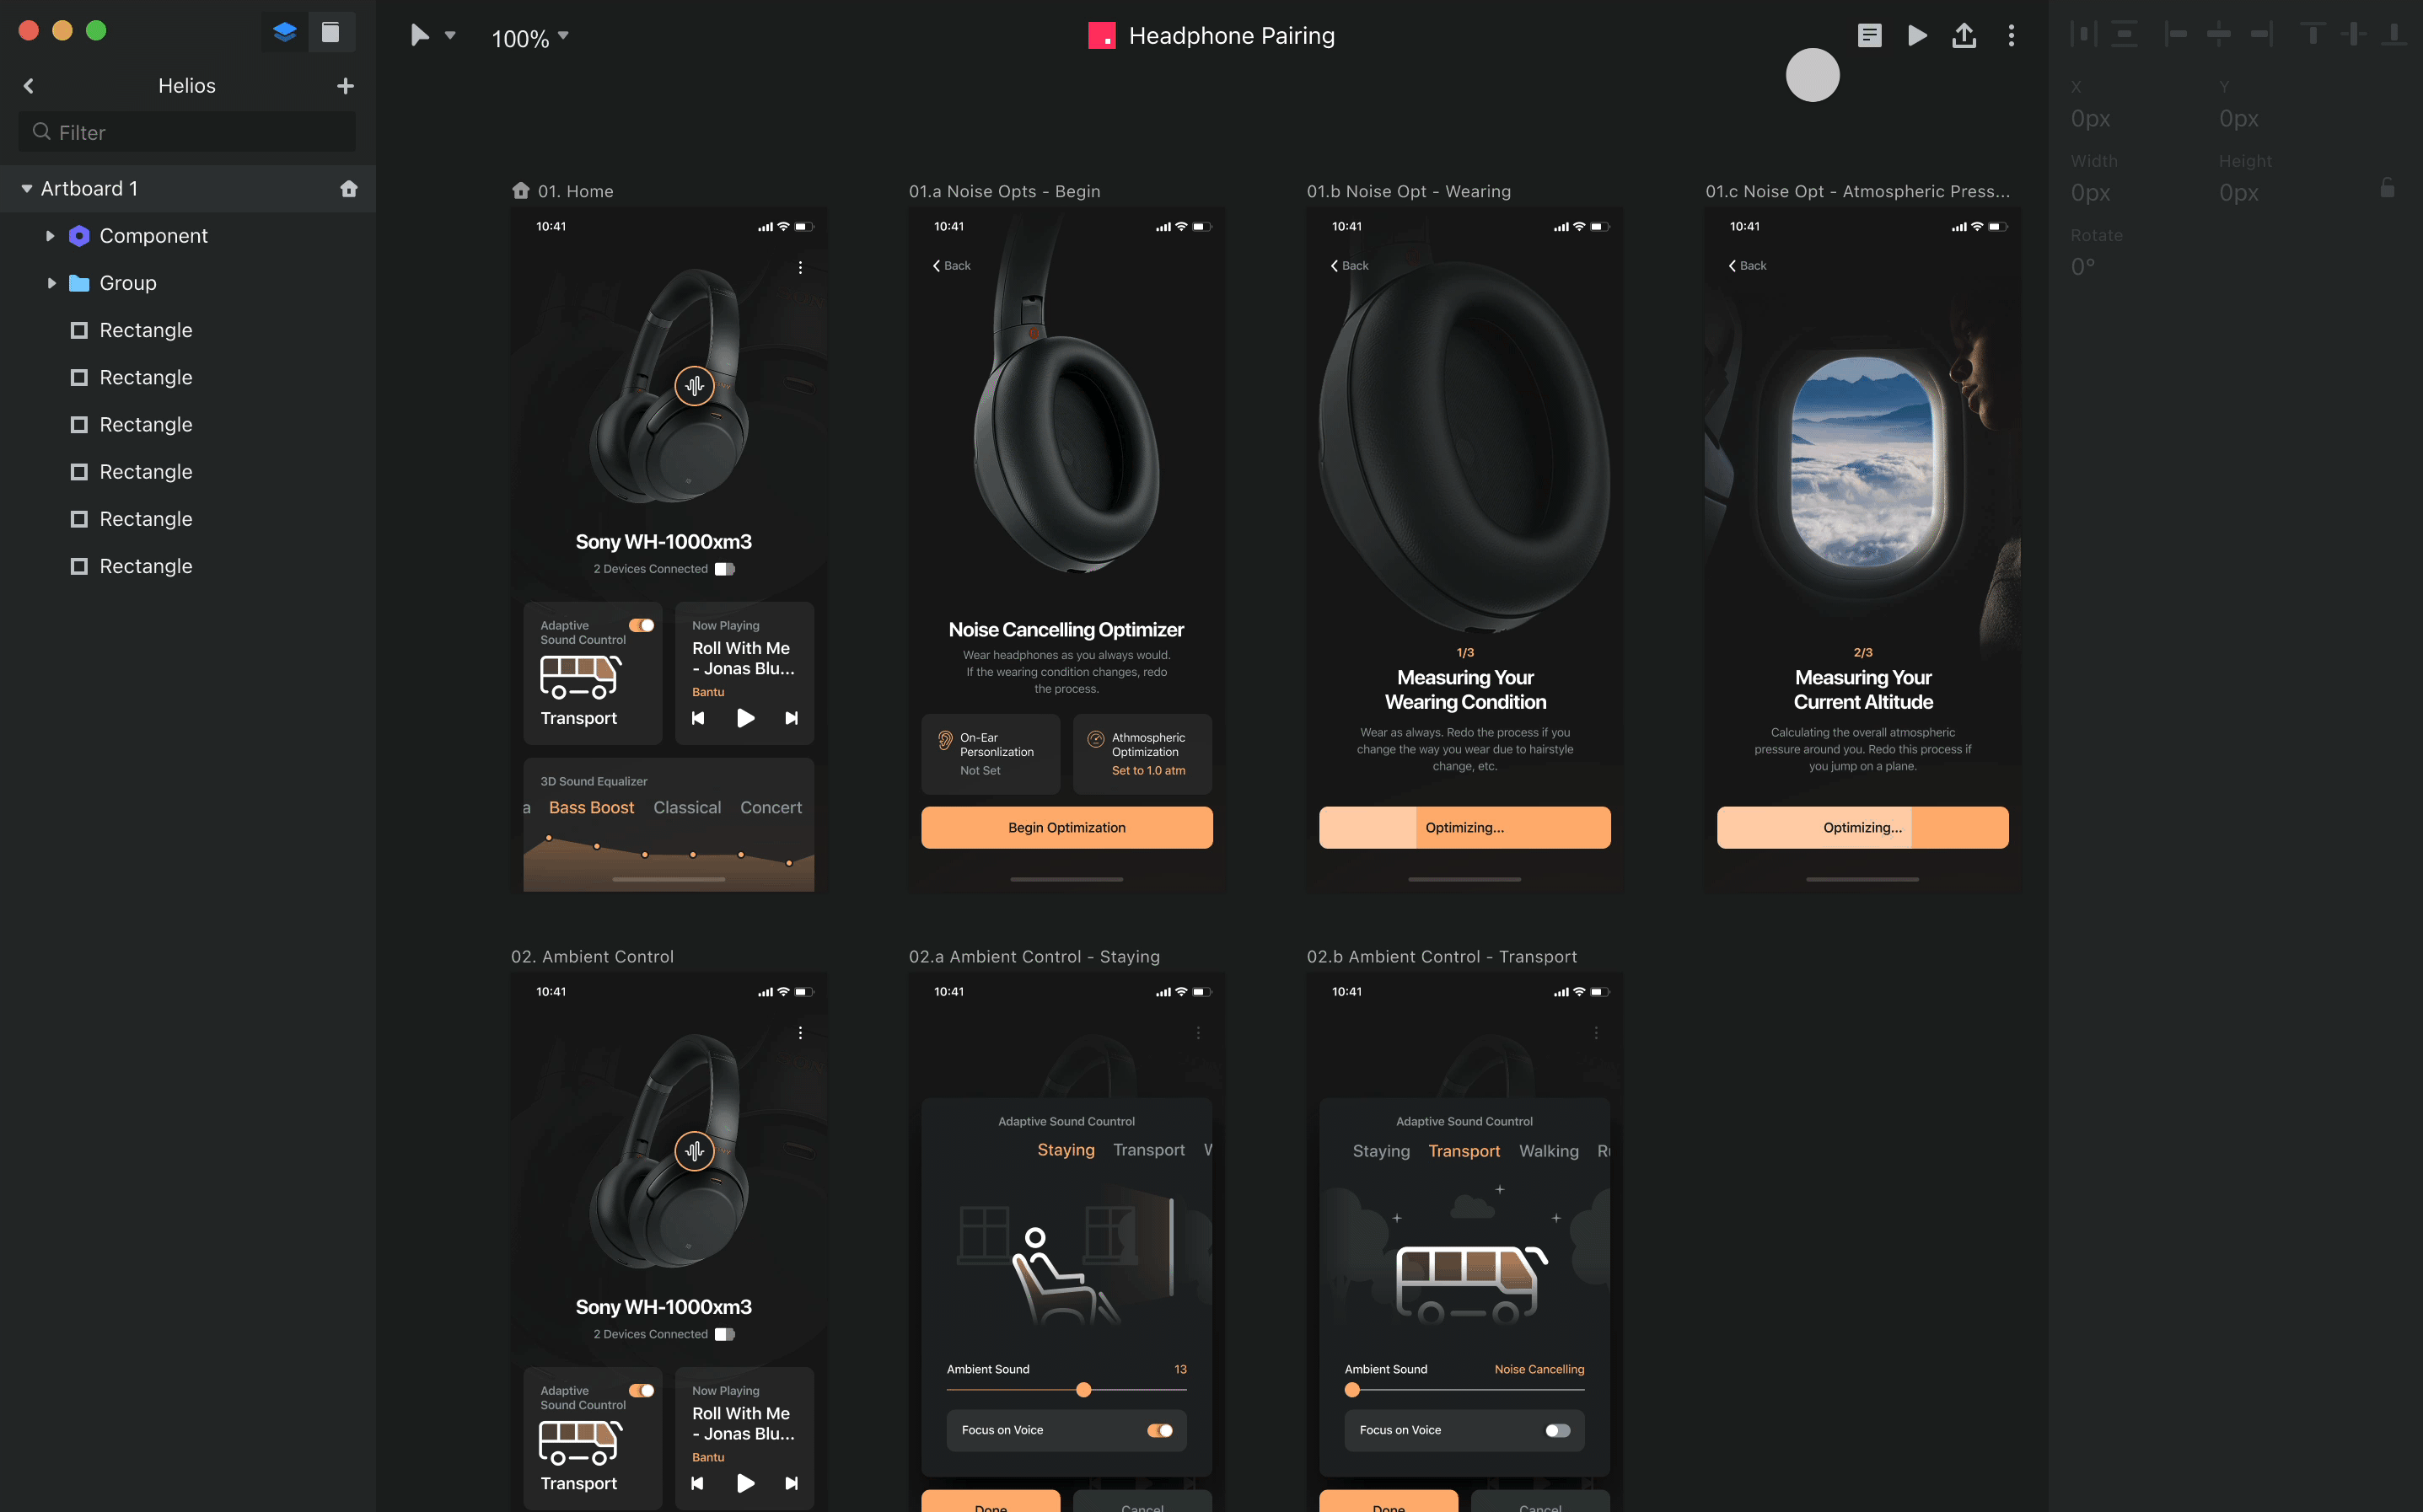 100%
Headphone Pairing
Helios
Filter
Artboard 1
Component
Group
Rectangle
Rectangle
Rectangle
Rectangle
Rectangle
Rectangle
X
Y
0px
0px
Width
Height
0px
0px
Rotate
0°
01. Home
10:41
Sony WH-1000xm3
2 Devices Connected
Adaptive
Sound Countrol
Transport
Now Playing
Roll With Me
- Jonas Blu...
Bantu
3D Sound Equalizer
a Bass Boost Classical Concert
01.a Noise Opts - Begin
10:41
Back
Noise Cancelling Optimizer
Wear headphones as you always would.
If the wearing condition changes, redo
the process.
On-Ear
Personlization
Not Set
Athmospheric
Optimization
Set to 1.0 atm
Begin Optimization
01.b Noise Opt - Wearing
10:41
Back
1/3
Measuring Your
Wearing Condition
Wear as always. Redo the process if you
change the way you wear due to hairstyle
change, etc.
Optimizing...
01.c Noise Opt - Atmospheric Press...
10:41
Back
2/3
Measuring Your
Current Altitude
Calculating the overall atmospheric
pressure around you. Redo this process if
you jump on a plane.
Optimizing...
02. Ambient Control
10:41
Sony WH-1000xm3
2 Devices Connected
Adaptive
Sound Countrol
Transport
Now Playing
Roll With Me
- Jonas Blu...
Bantu
02.a Ambient Control - Staying
10:41
Adaptive Sound Countrol
Staying Transport W
Ambient Sound 13
Focus on Voice
Done Cancel
02.b Ambient Control - Transport
10:41
Adaptive Sound Countrol
Staying Transport Walking Ru
Ambient Sound Noise Cancelling
Focus on Voice
Done Cancel